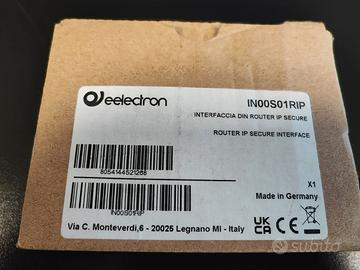 eelectron
IN00S01RIP
INTERFACCIA DIN ROUTER IP SECURE
ROUTER IP SECURE INTERFACE
8054144521268
X1
Made in Germany
IN00S01RIP
UK
CA
CE
Via C. Monteverdi,6 - 20025 Legnano MI - Italy
subito